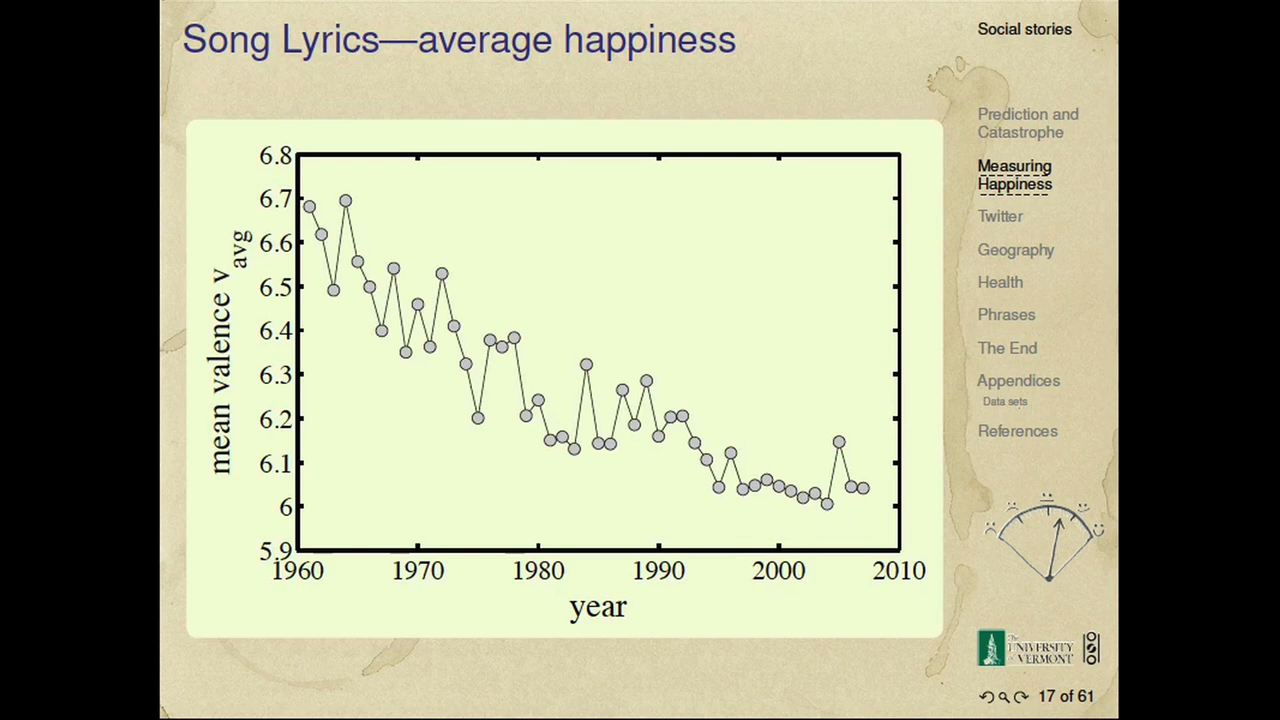 Song Lyrics—average happiness
Social stories
Prediction and
Catastrophe
Measuring
Happiness
Twitter
Geography
Health
Phrases
The End
Appendices
Data sets
References
6.8
6.7
6.6
6.5
6.4
6.3
6.2
6.1
6
5.9
mean valence v avg
1960 1970 1980 1990 2000 2010
year
The
UNIVERSITY
of VERMONT
17 of 61